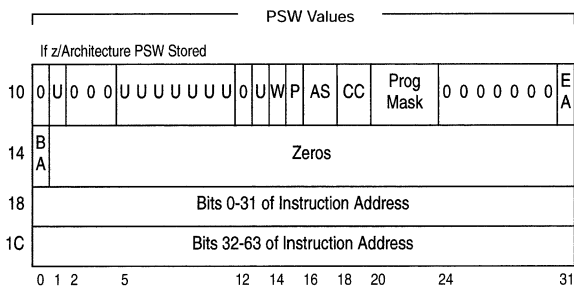 PSW Values
If z/Architecture PSW Stored
10 0 U 0 0 0 U U U U U U U 0 U W P AS CC Prog Mask 0 0 0 0 0 0 0 E A
14 B A Zeros
18 Bits 0-31 of Instruction Address
1C Bits 32-63 of Instruction Address
0 1 2 5 12 14 16 18 20 24 31